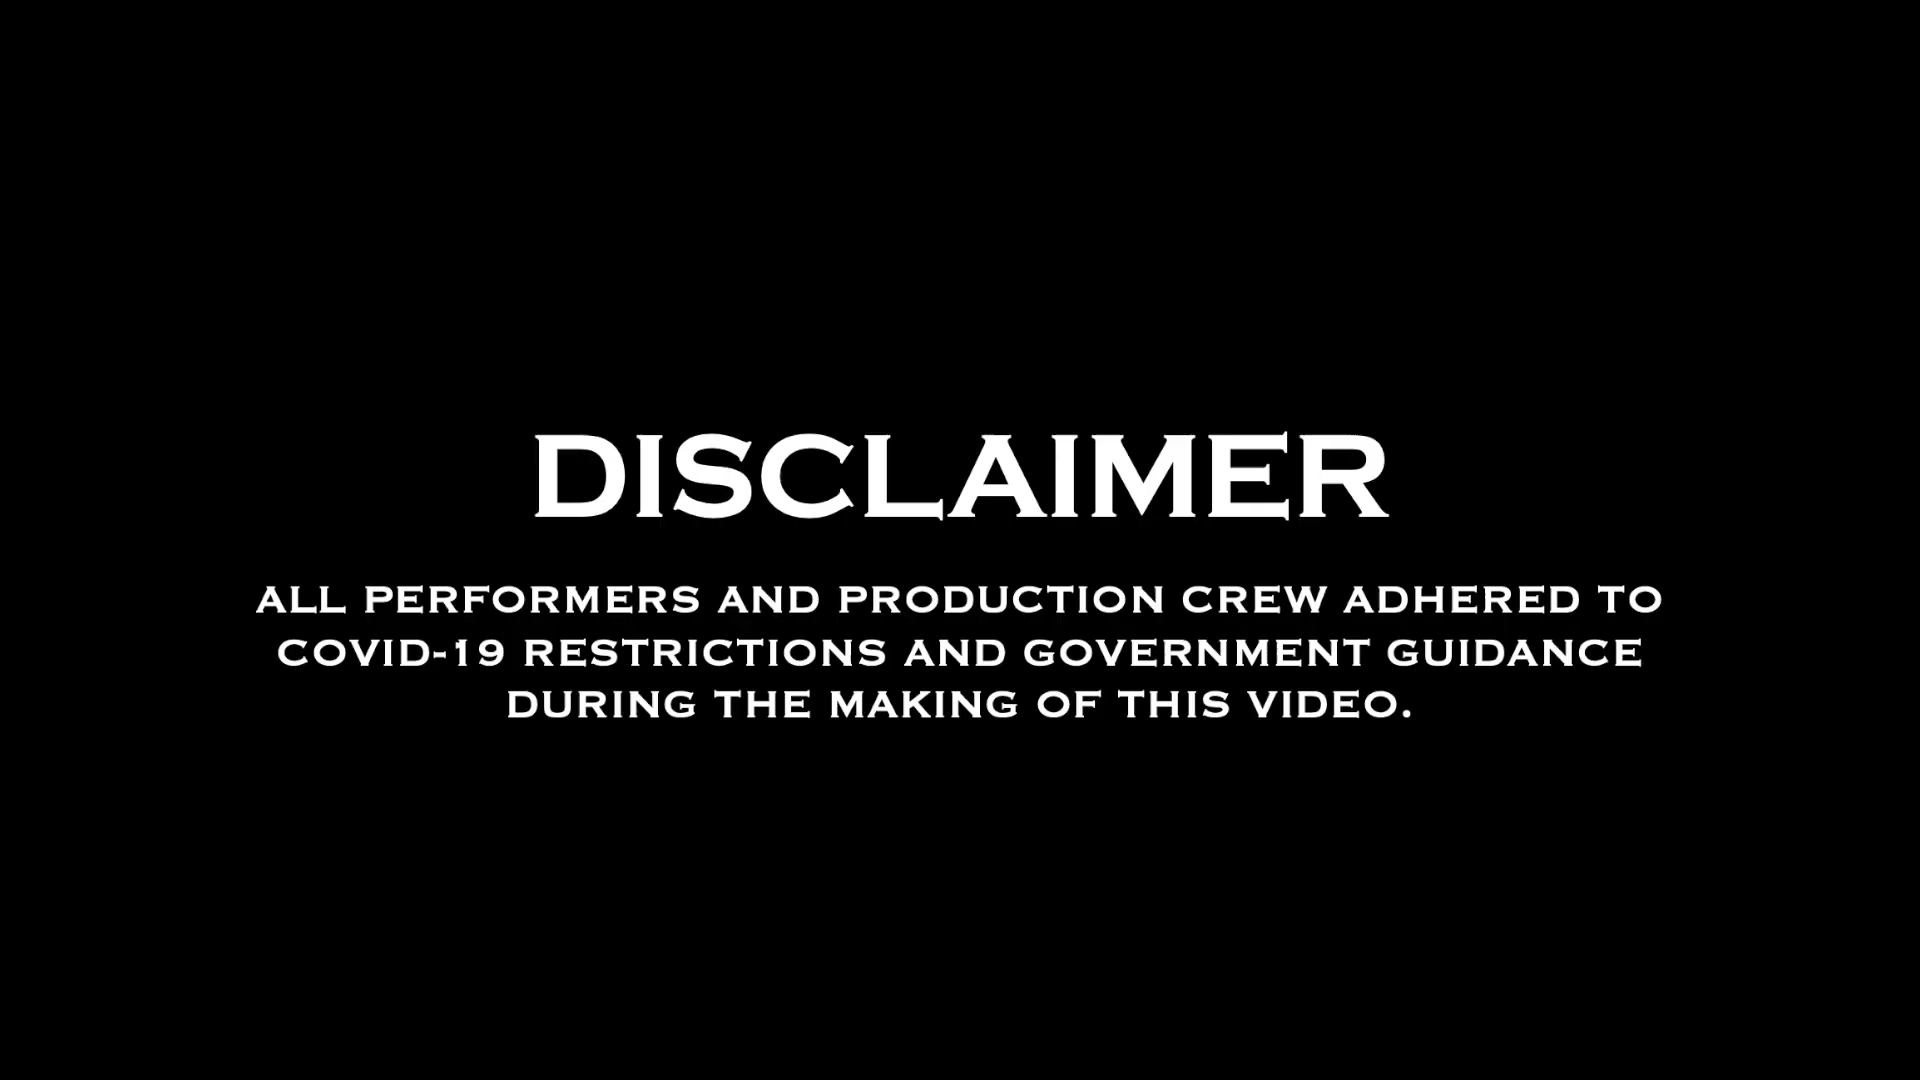 DISCLAIMER
ALL PERFORMERS AND PRODUCTION CREW ADHERED TO
COVID-19 RESTRICTIONS AND GOVERNMENT GUIDANCE
DURING THE MAKING OF THIS VIDEO.